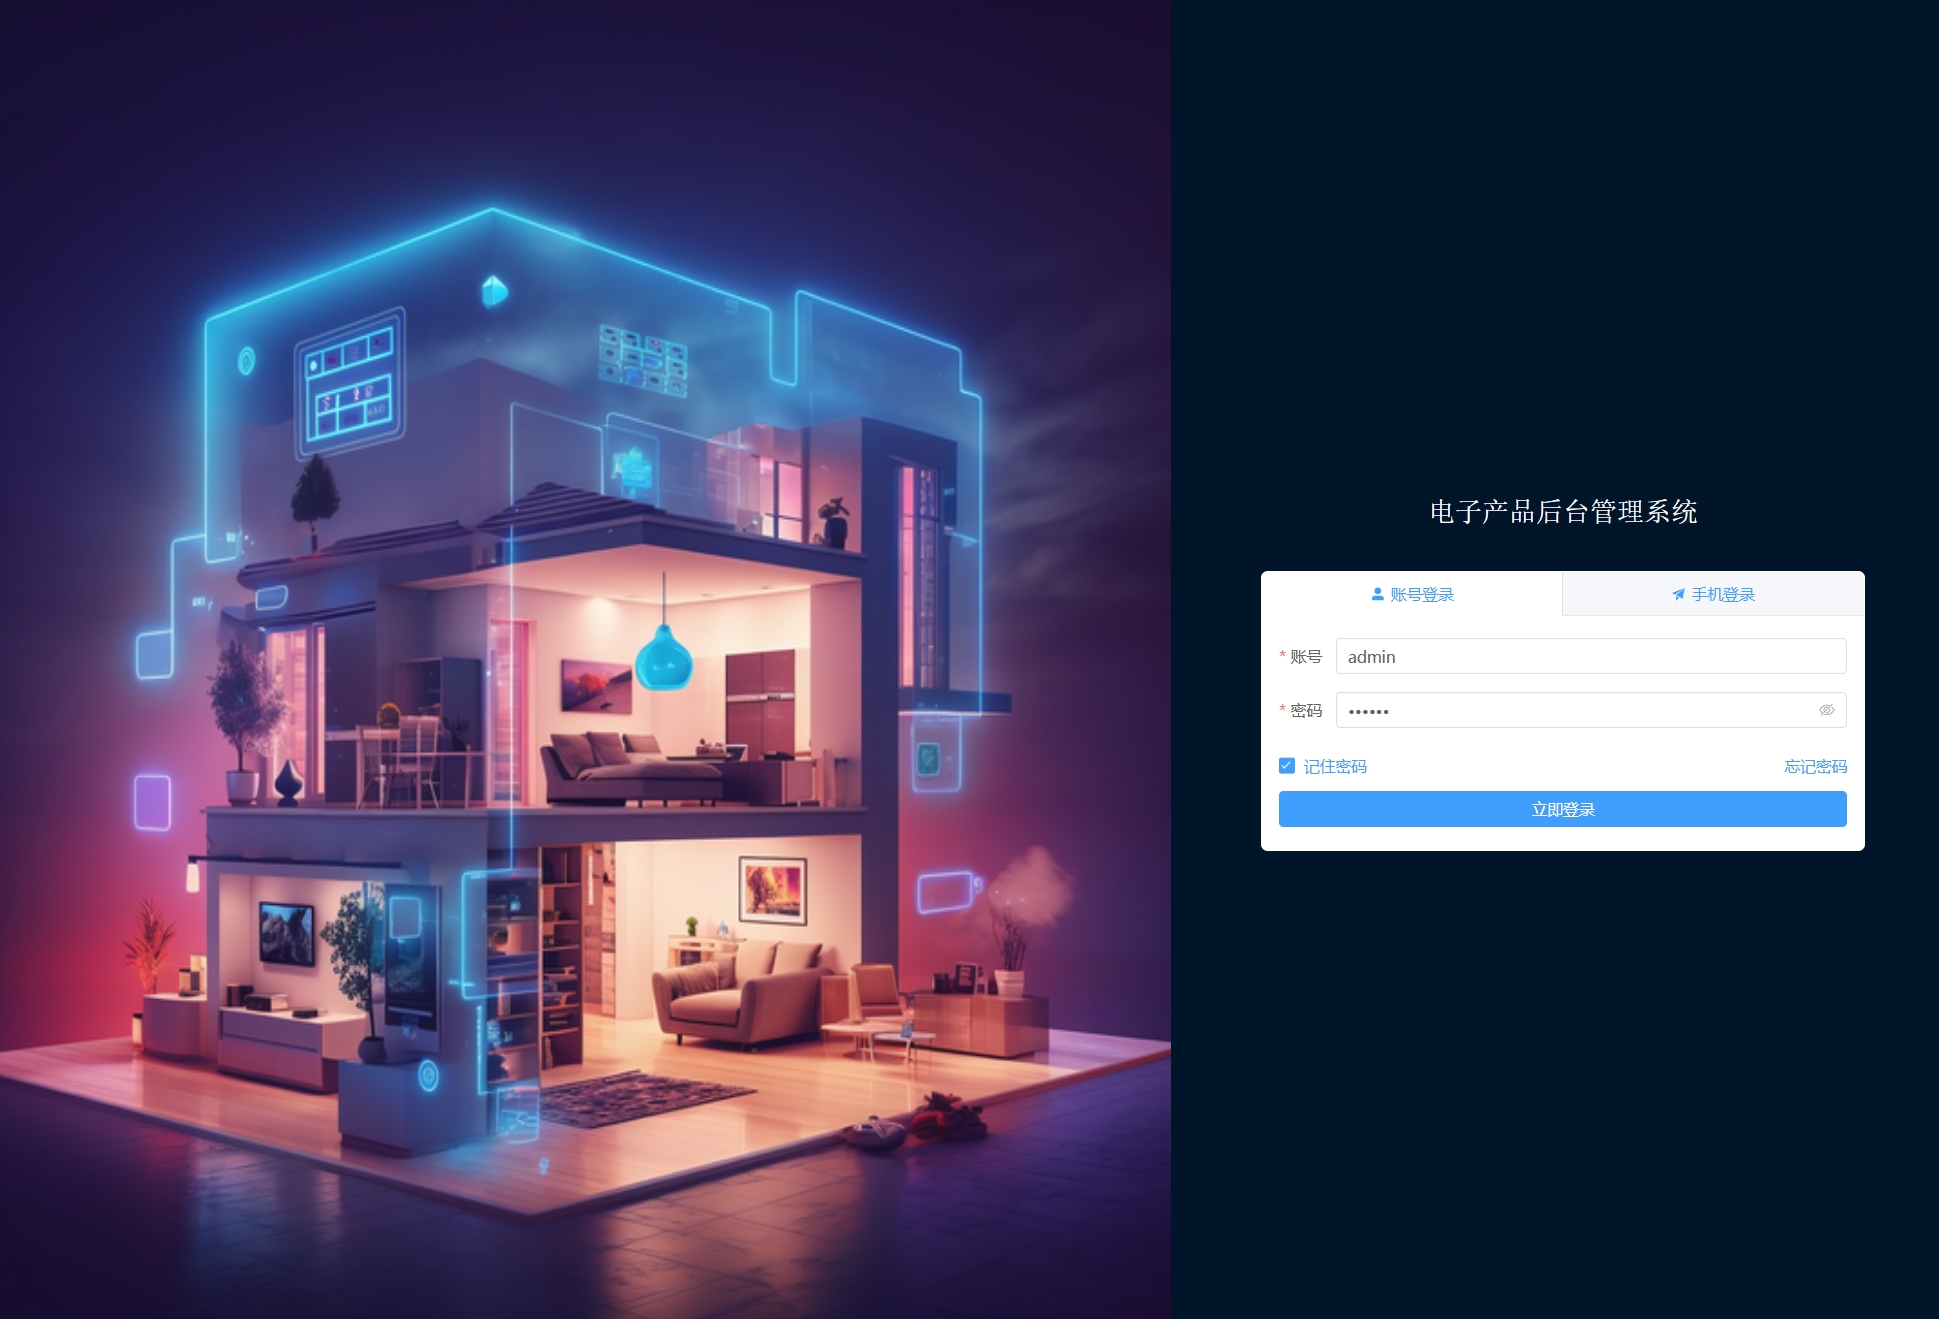 电子产品后台管理系统
账号登录
手机登录
* 账号 admin
* 密码 ••••••
记住密码
忘记密码
立即登录